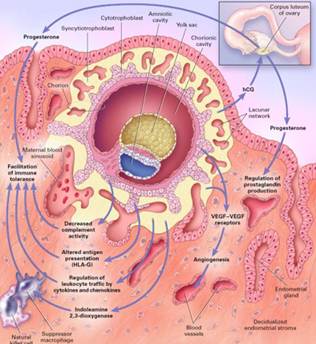 Amniotic
cavity
Cytotrophoblast
Yolk sac
Syncytiotrophoblast
Chorionic
cavity
Corpus luteum
of ovary
Progesterone
Chorion
hCG
Lacunar
network
Progesterone
Maternal blood
sinusoid
Facilitation
of immune
tolerance
Regulation of
prostaglandin
production
Decreased
complement
activity
VEGF–VEGF
receptors
Altered antigen
presentation
(HLA-G)
Angiogenesis
Regulation of
leukocyte traffic by
cytokines and chemokines
Endometrial
gland
Indoleamine
2,3-dioxygenase
Blood
vessels
Decidualized
endometrial stroma
Natural
killer cell
Suppressor
macrophage